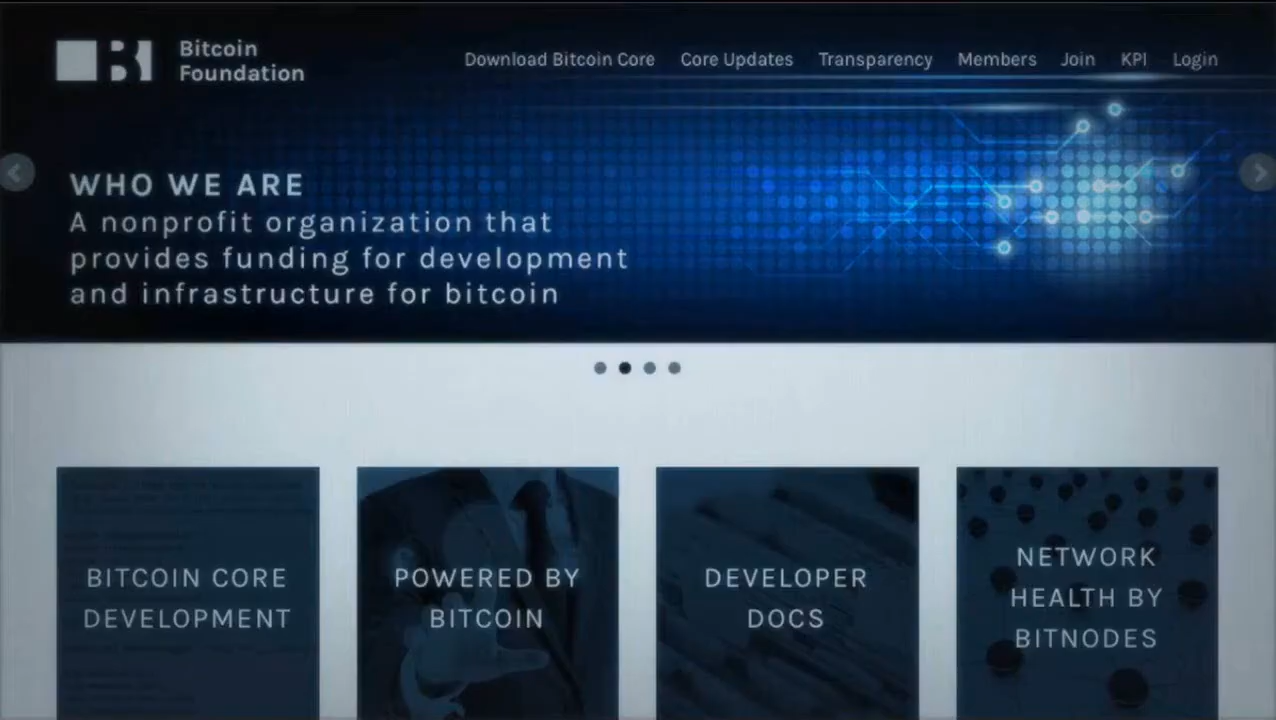 Bitcoin
Foundation
Download Bitcoin Core Core Updates Transparency Members Join KPI Login
WHO WE ARE
A nonprofit organization that
provides funding for development
and infrastructure for bitcoin
BITCOIN CORE
DEVELOPMENT
POWERED BY
BITCOIN
DEVELOPER
DOCS
NETWORK
HEALTH BY
BITNODES